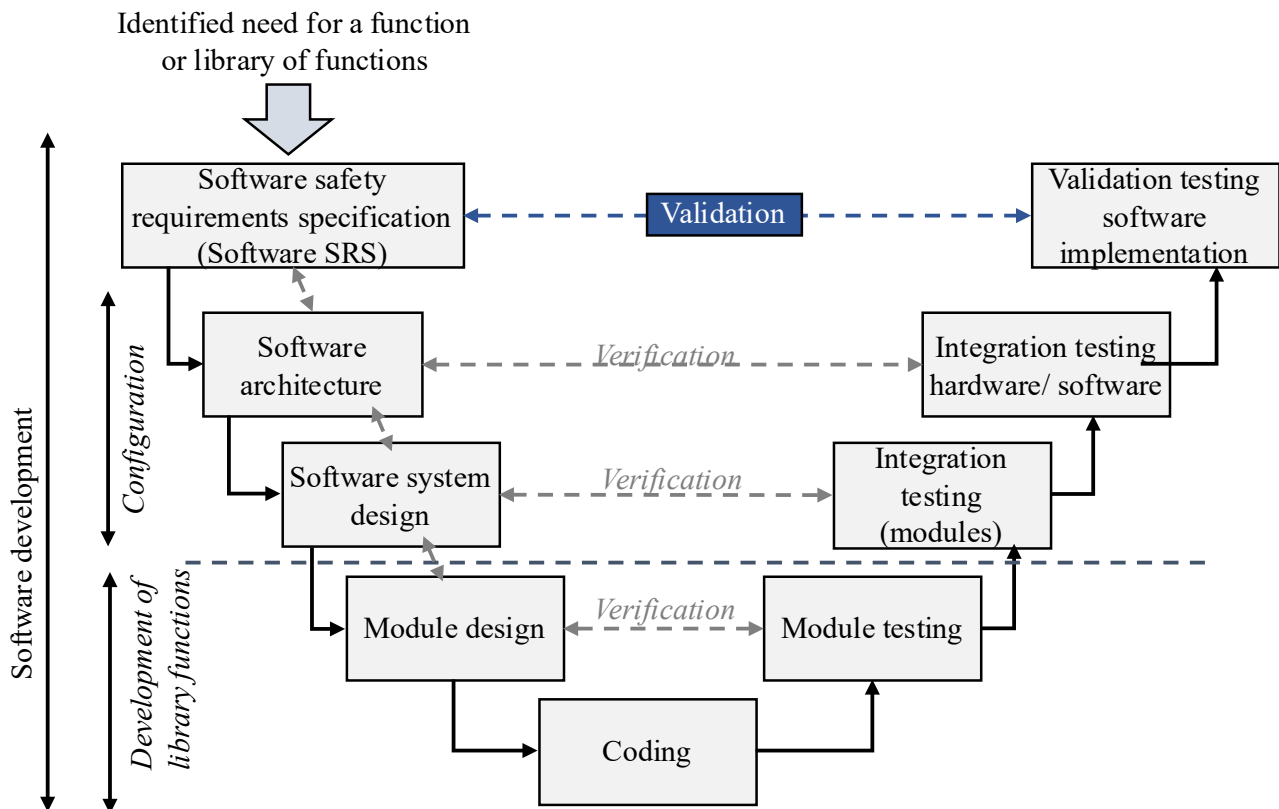 Identified need for a function
or library of functions
Software safety
requirements specification
(Software SRS)
Validation
Validation testing
software
implementation
Software
architecture
Verification
Integration testing
hardware/ software
Software system
design
Verification
Integration
testing
(modules)
Module design
Verification
Module testing
Coding
Software development
Configuration
Development of
library functions